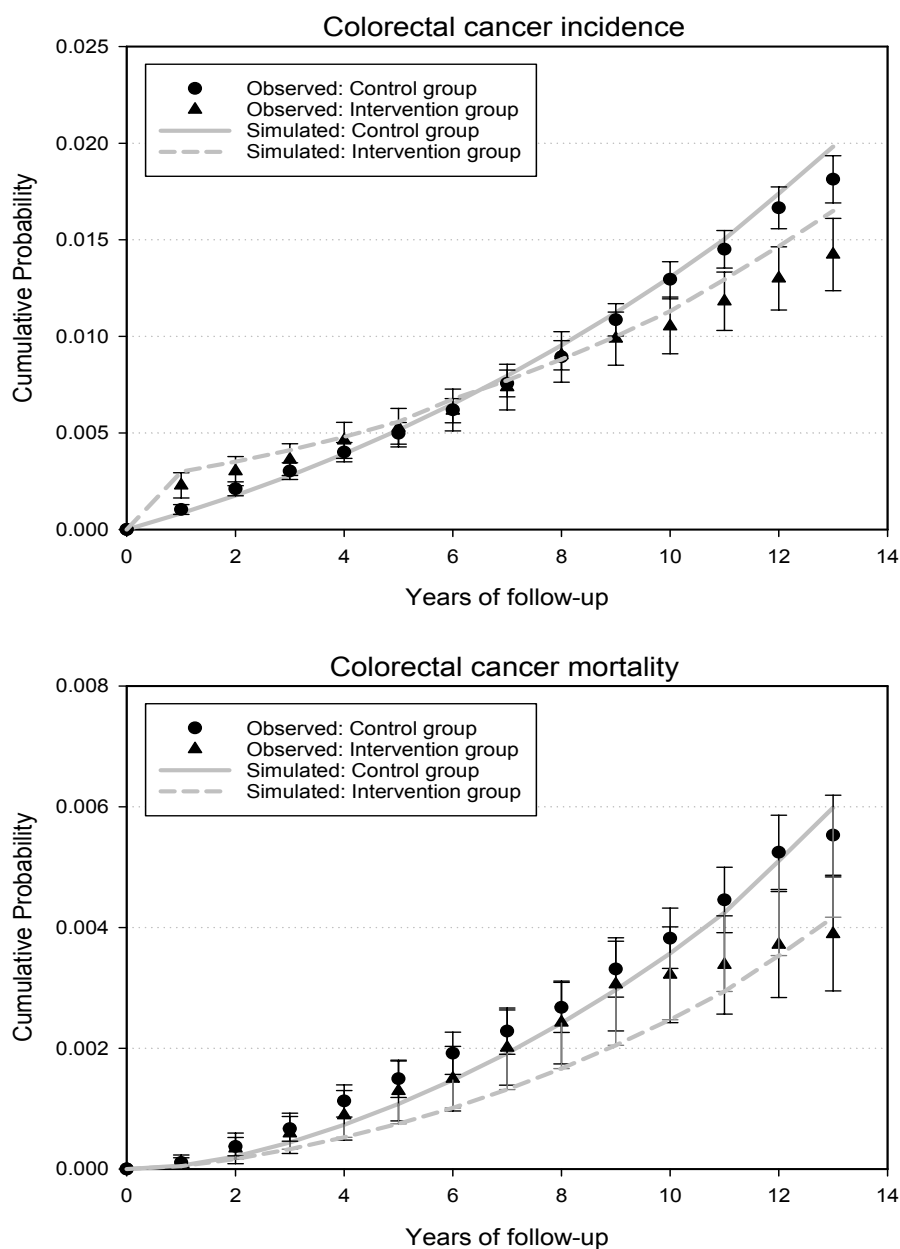 Colorectal cancer incidence
0.025
0.020
0.015
0.010
0.005
0.000
Cumulative Probability
Observed: Control group
Observed: Intervention group
Simulated: Control group
Simulated: Intervention group
0 2 4 6 8 10 12 14
Years of follow-up
Colorectal cancer mortality
0.008
0.006
0.004
0.002
0.000
Cumulative Probability
Observed: Control group
Observed: Intervention group
Simulated: Control group
Simulated: Intervention group
0 2 4 6 8 10 12 14
Years of follow-up